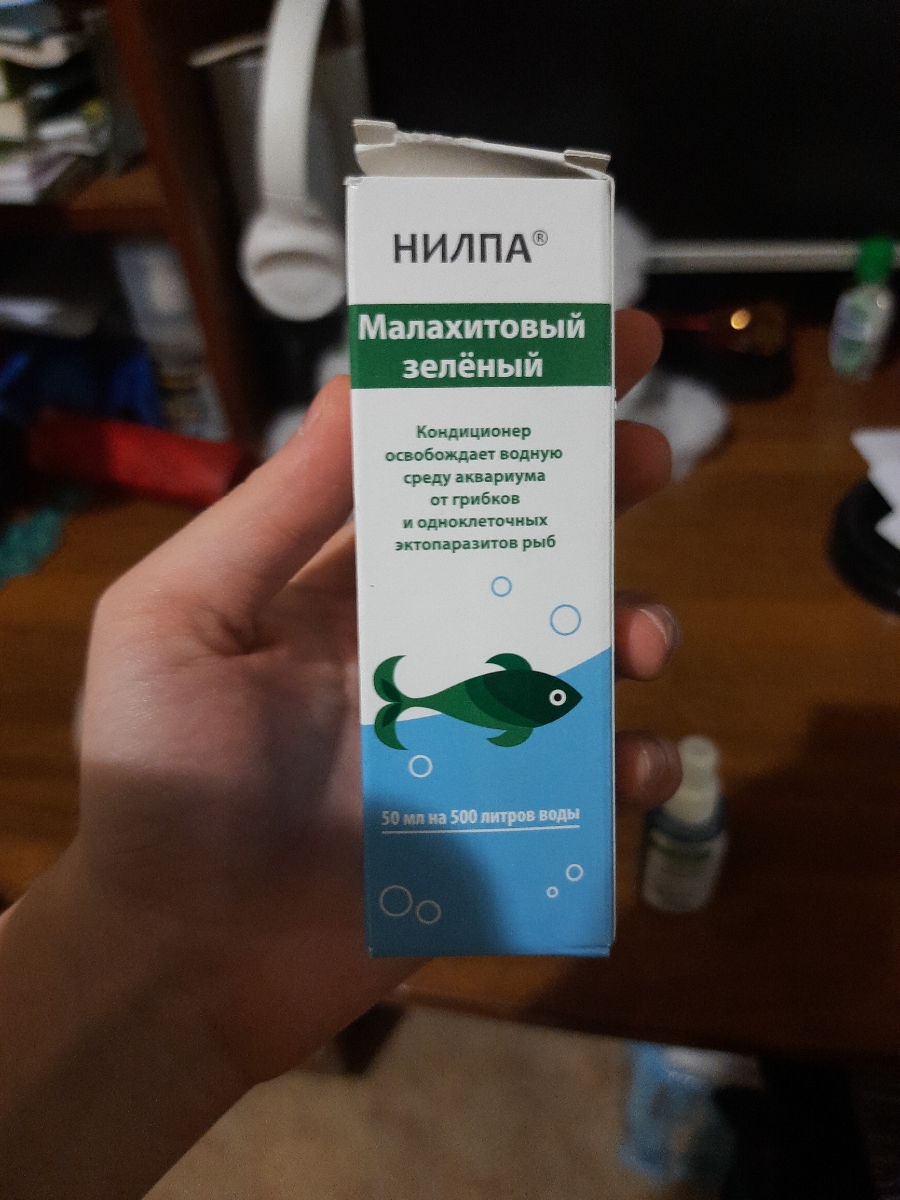 НИЛПА®
Малахитовый
зелёный
Кондиционер
освобождает водную
среду аквариума
от грибков
и одноклеточных
эктопаразитов рыб
50 мл на 500 литров воды